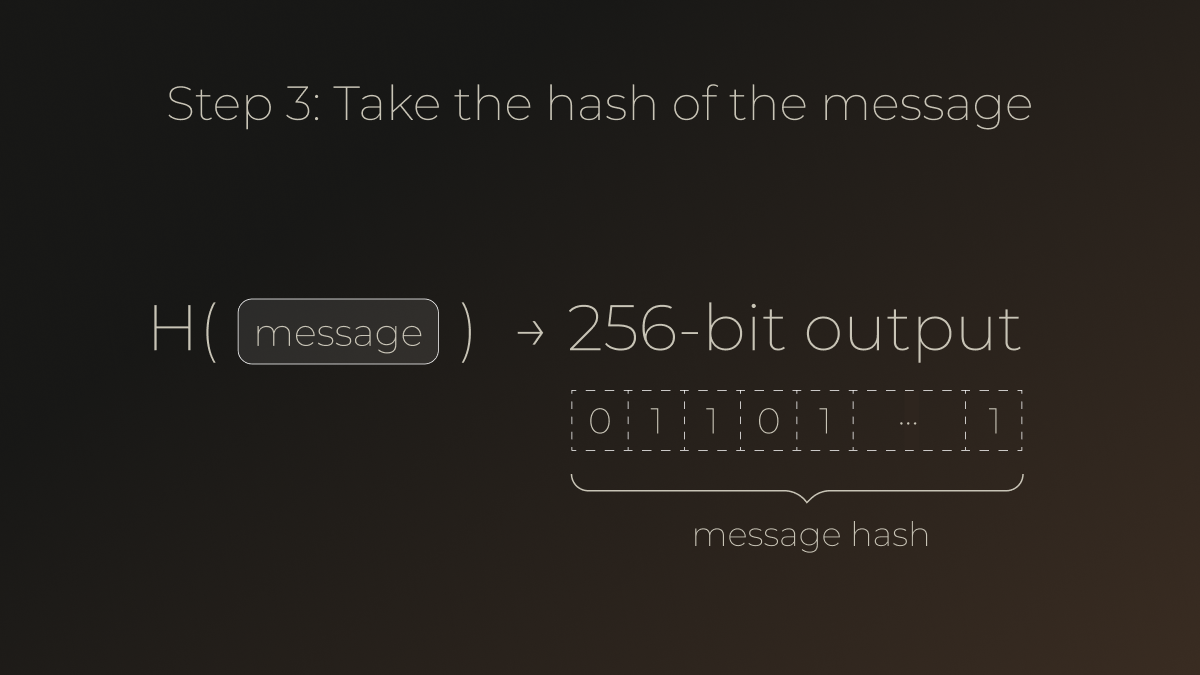 Step 3: Take the hash of the message
H( message ) → 256-bit output
0 1 1 0 1 ... 1
message hash